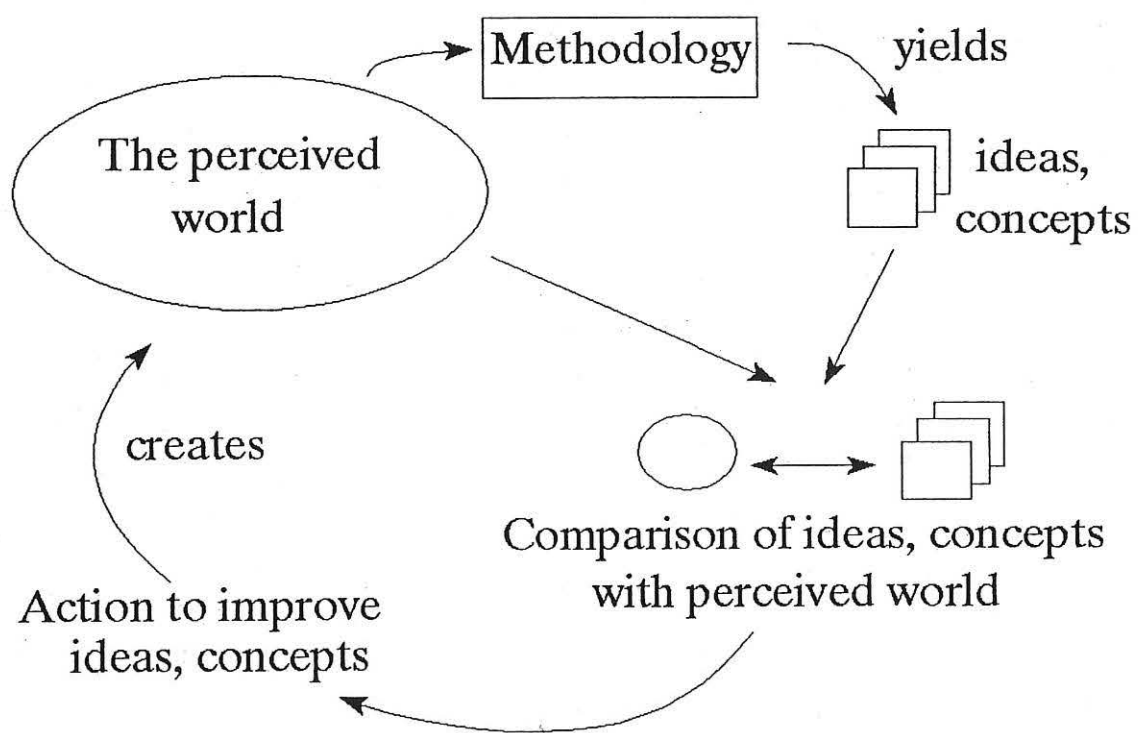 Methodology
yields
The perceived
world
ideas,
concepts
creates
Comparison of ideas, concepts
with perceived world
Action to improve
ideas, concepts